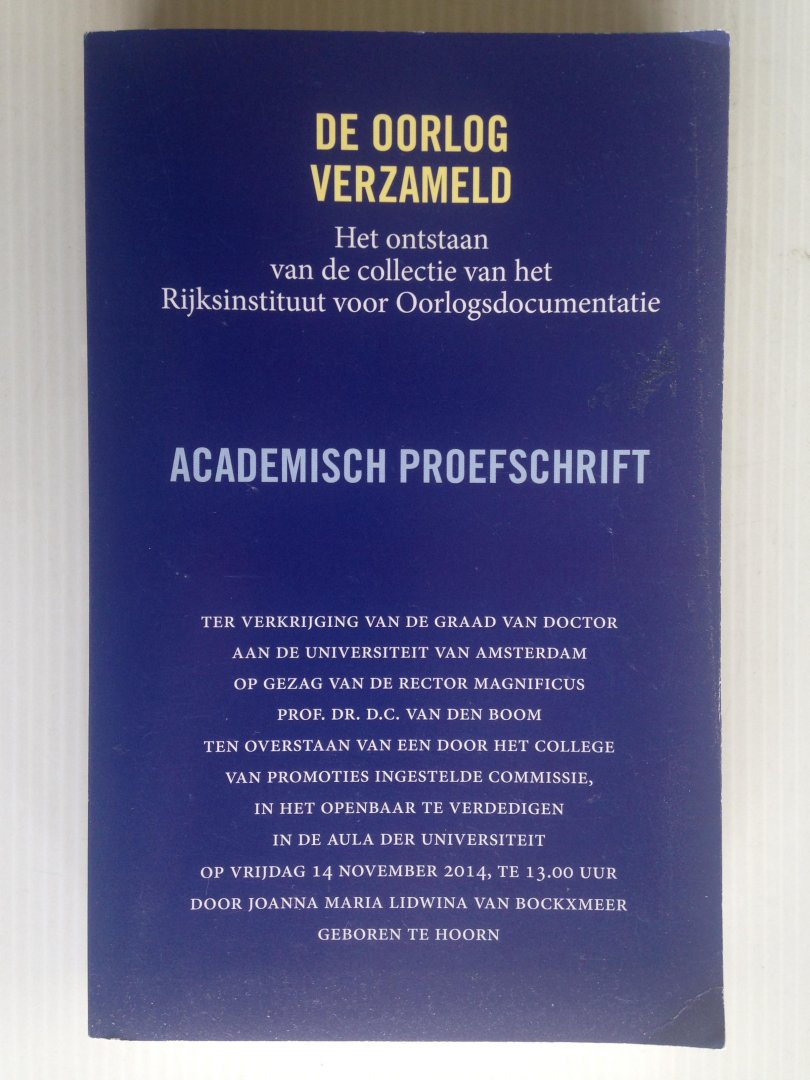 DE OORLOG
VERZAMELD
Het ontstaan
van de collectie van het
Rijksinstituut voor Oorlogsdocumentatie
ACADEMISCH PROEFSCHRIFT
TER VERKRIJGING VAN DE GRAAD VAN DOCTOR
AAN DE UNIVERSITEIT VAN AMSTERDAM
OP GEZAG VAN DE RECTOR MAGNIFICUS
PROF. DR. D.C. VAN DEN BOOM
TEN OVERSTAAN VAN EEN DOOR HET COLLEGE
VAN PROMOTIES INGESTELDE COMMISSIE,
IN HET OPENBAAR TE VERDEDIGEN
IN DE AULA DER UNIVERSITEIT
OP VRIJDAG 14 NOVEMBER 2014, TE 13.00 UUR
DOOR JOANNA MARIA LIDWINA VAN BOCKXMEER
GEBOREN TE HOORN